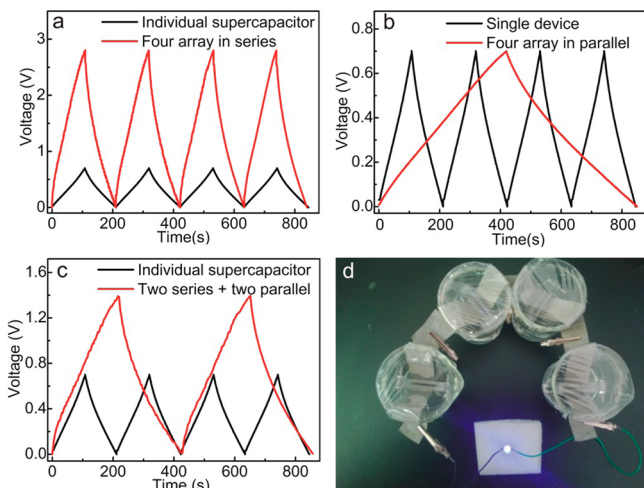 a
Individual supercapacitor
Four array in series
3
2
1
0
Voltage (V)
0 200 400 600 800
Time(s)
b
Single device
Four array in parallel
0.8
0.6
0.4
0.2
0.0
Voltage (V)
0 200 400 600 800
Time(s)
c
Individual supercapacitor
Two series + two parallel
1.6
1.2
0.8
0.4
0.0
Voltage (V)
0 200 400 600 800
Time(s)
d